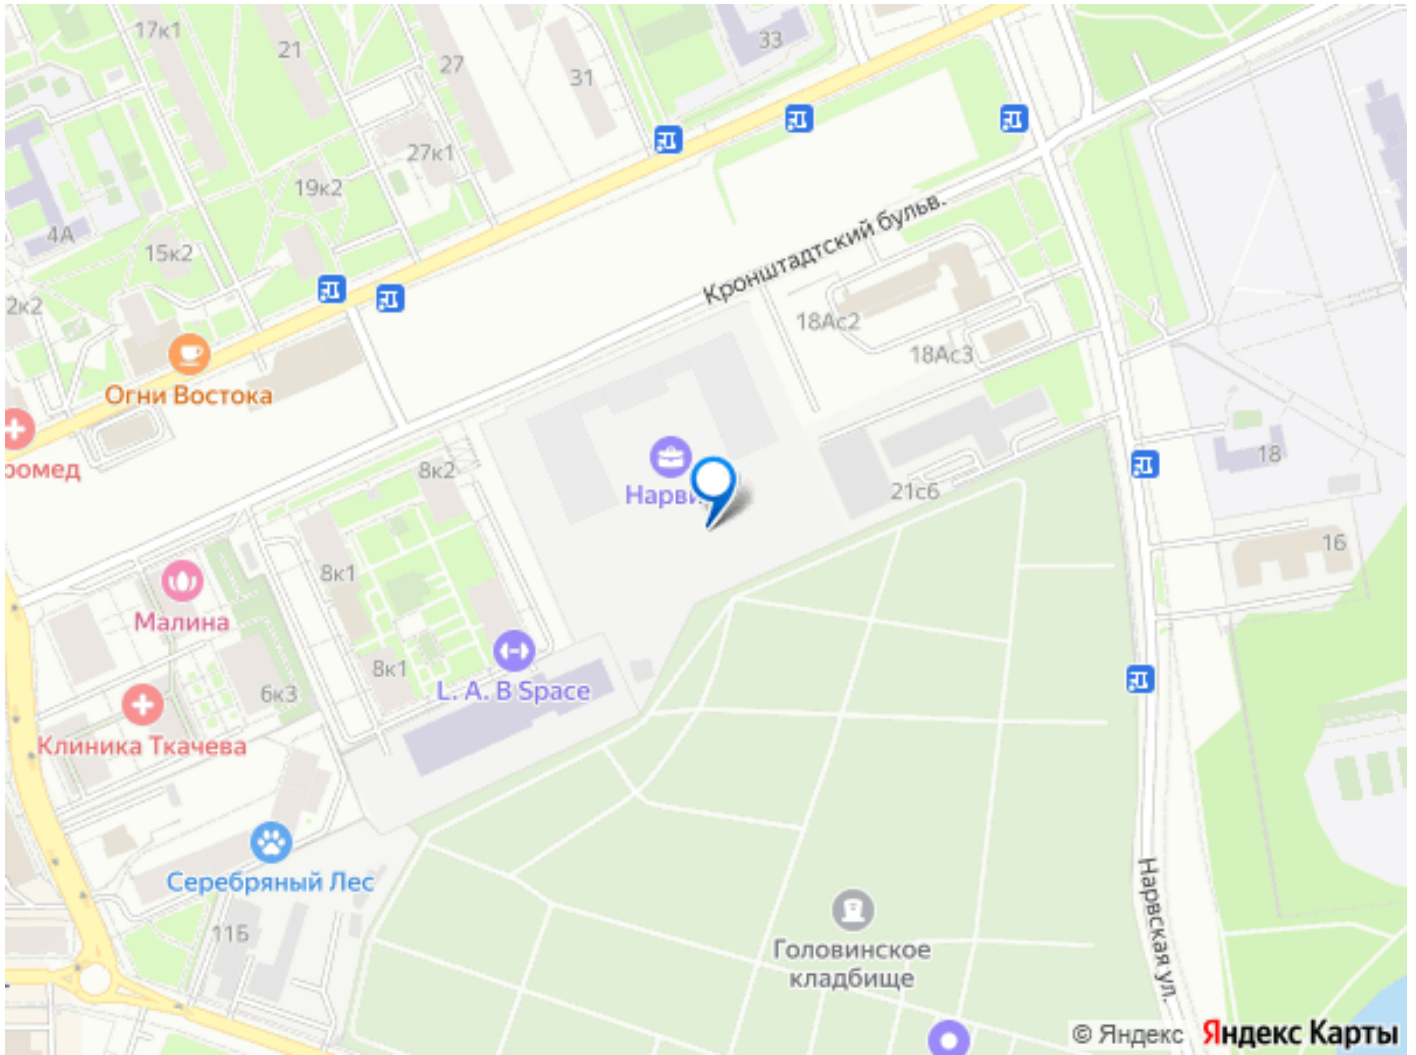 17к1
21
27
31
33
27к1
19к2
4А
15к2
2к2
Кронштадтский бульв.
18Ас2
18Ас3
Огни Востока
ромед
8к2
Нарви
21с6
18
16
8к1
Малина
8к1
L. A. B Space
6к3
Клиника Ткачева
Серебряный Лес
11Б
Головинское
кладбище
Нарвская ул.
© Яндекс Яндекс Карты